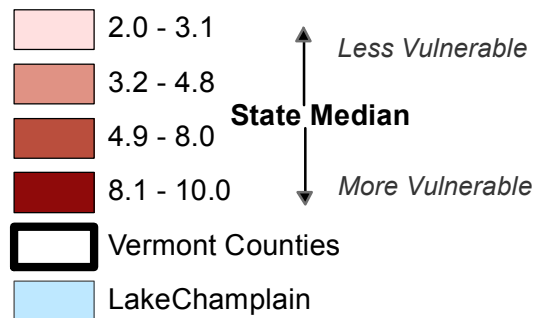 2.0 - 3.1
Less Vulnerable
3.2 - 4.8
State Median
4.9 - 8.0
8.1 - 10.0
More Vulnerable
Vermont Counties
LakeChamplain